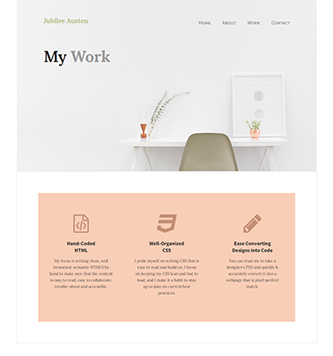 Jubilee Austen
Home About Work Contact
My Work
Hand-Coded
HTML
My focus is writing clean, well-
formatted, semantic HTML5 by
hand to make sure that the content
is easy to read, easy to collaborate,
trouble-shoot and accessible.
Well-Organized
CSS
I pride myself on writing CSS that is
easy to read and build on. I focus
on keeping my CSS lean and fast to
load, and I make it a habit to stay
up to date on current best
practices.
Ease Converting
Designs into Code
You can trust me to take a
designer's PSD and quickly &
accurately convert it into a
webpage that is pixel-perfect
match.